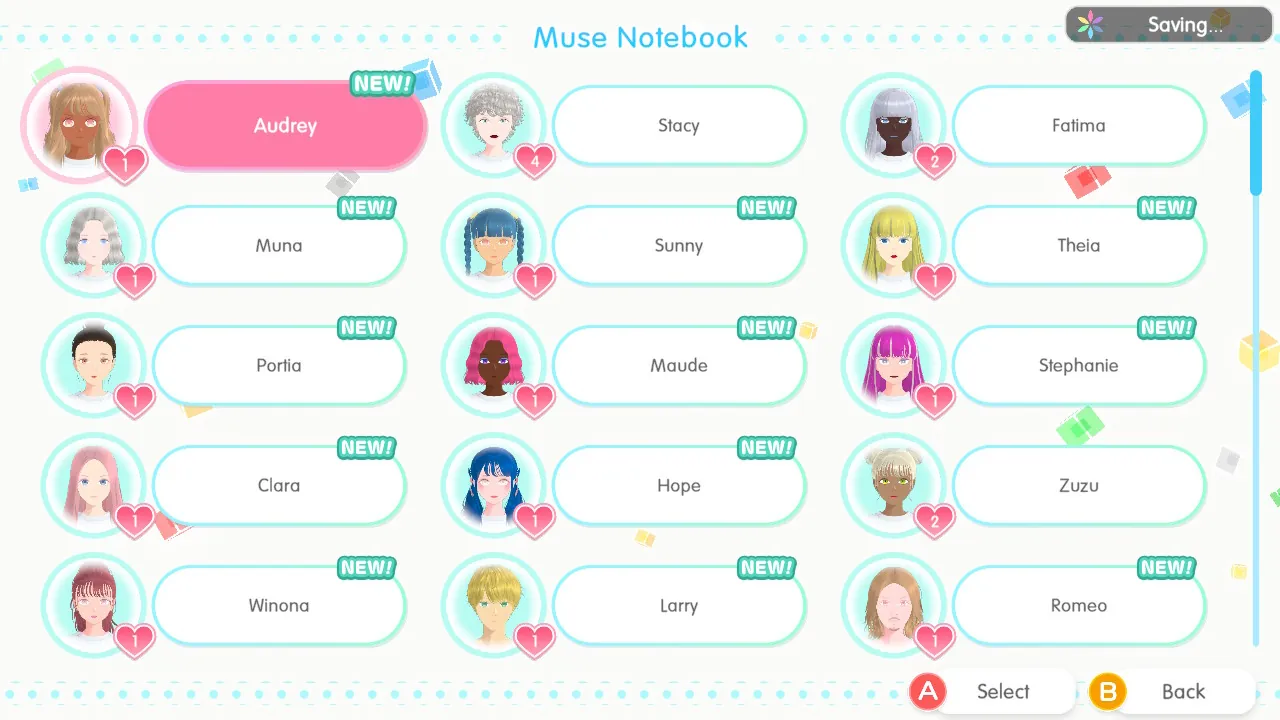 Muse Notebook
Saving...
NEW!
Audrey
1
Stacy
4
Fatima
2
NEW!
Muna
1
NEW!
Sunny
1
NEW!
Theia
1
NEW!
Portia
1
NEW!
Maude
1
NEW!
Stephanie
1
NEW!
Clara
1
NEW!
Hope
1
Zuzu
2
NEW!
Winona
1
NEW!
Larry
1
NEW!
Romeo
1
A Select
B Back